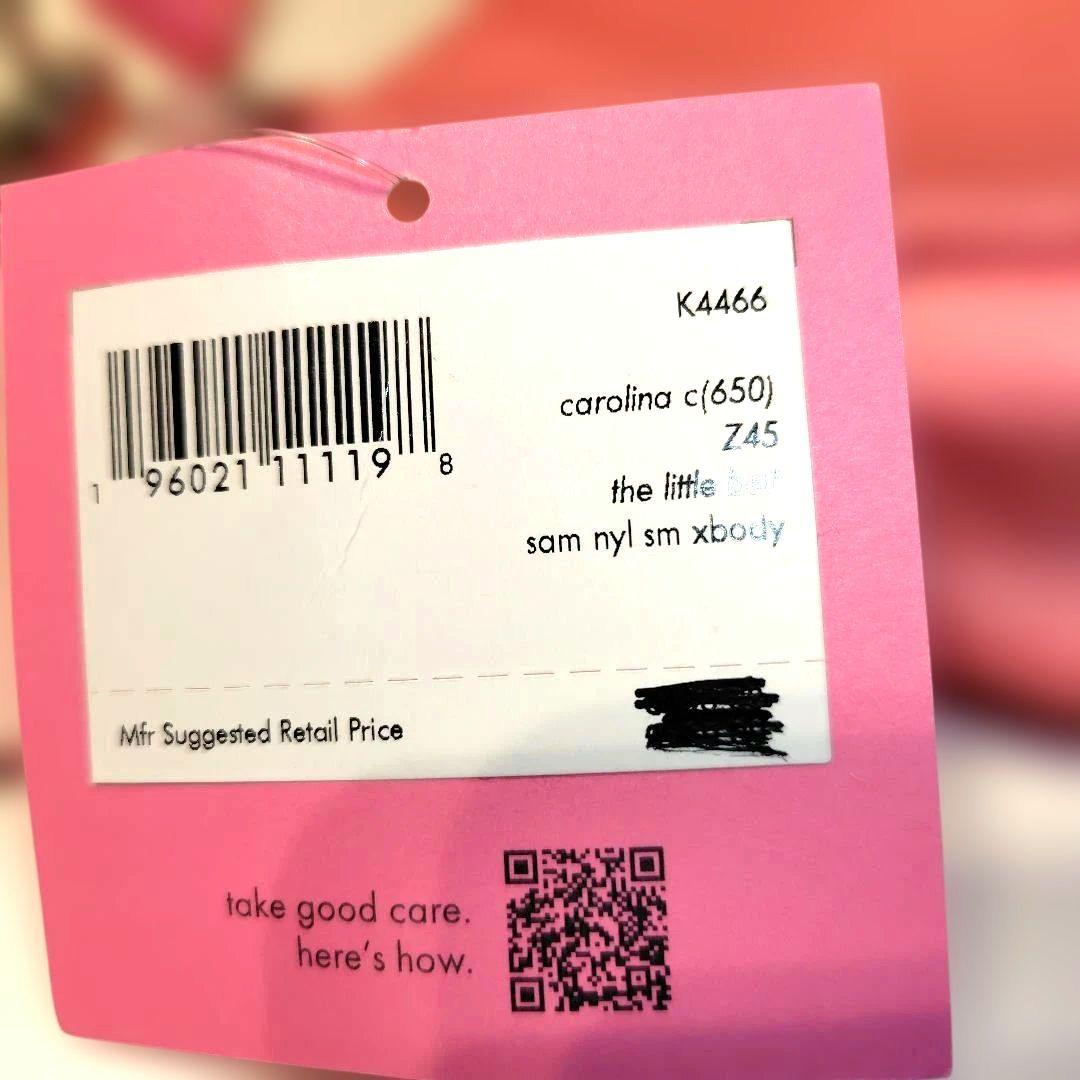 K4466
carolina c(650)
Z45
the little
sam nyl sm xbody
1 96021 11119 8
Mfr Suggested Retail Price
take good care.
here's how.